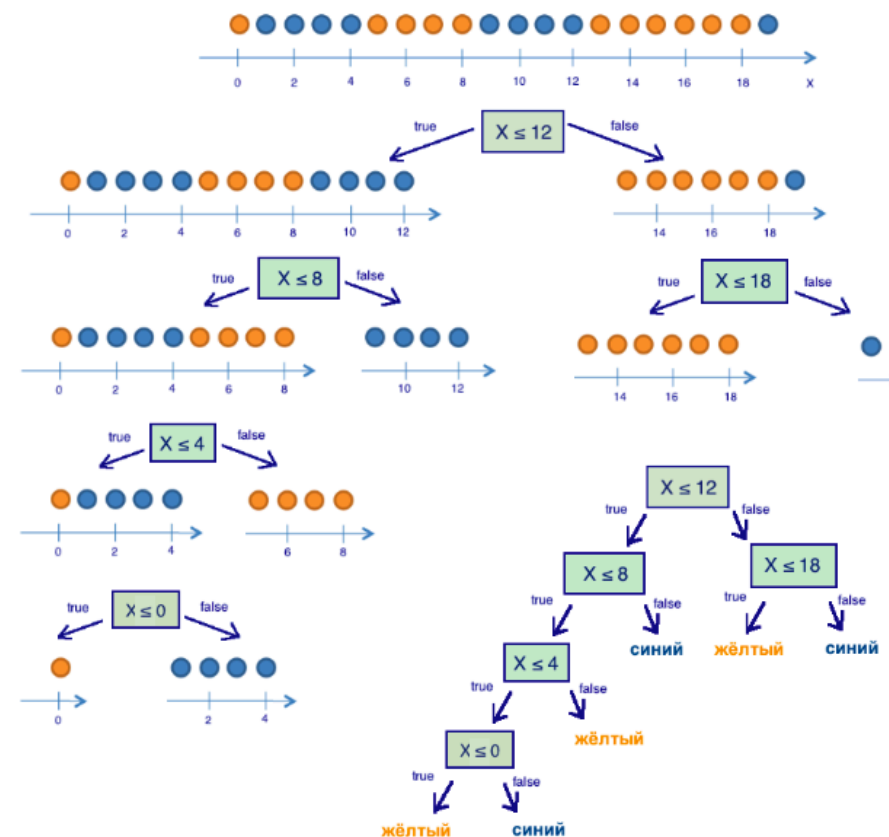 0 2 4 6 8 10 12 14 16 18 X
true X ≤ 12 false
0 2 4 6 8 10 12 14 16 18
true X ≤ 8 false true X ≤ 18 false
0 2 4 6 8 10 12 14 16 18
true X ≤ 4 false
X ≤ 12
0 2 4 6 8 true false
X ≤ 8 X ≤ 18
true X ≤ 0 false true false true false
синий жёлтый синий
X ≤ 4
0 2 4 true false
жёлтый
X ≤ 0
true false
жёлтый синий